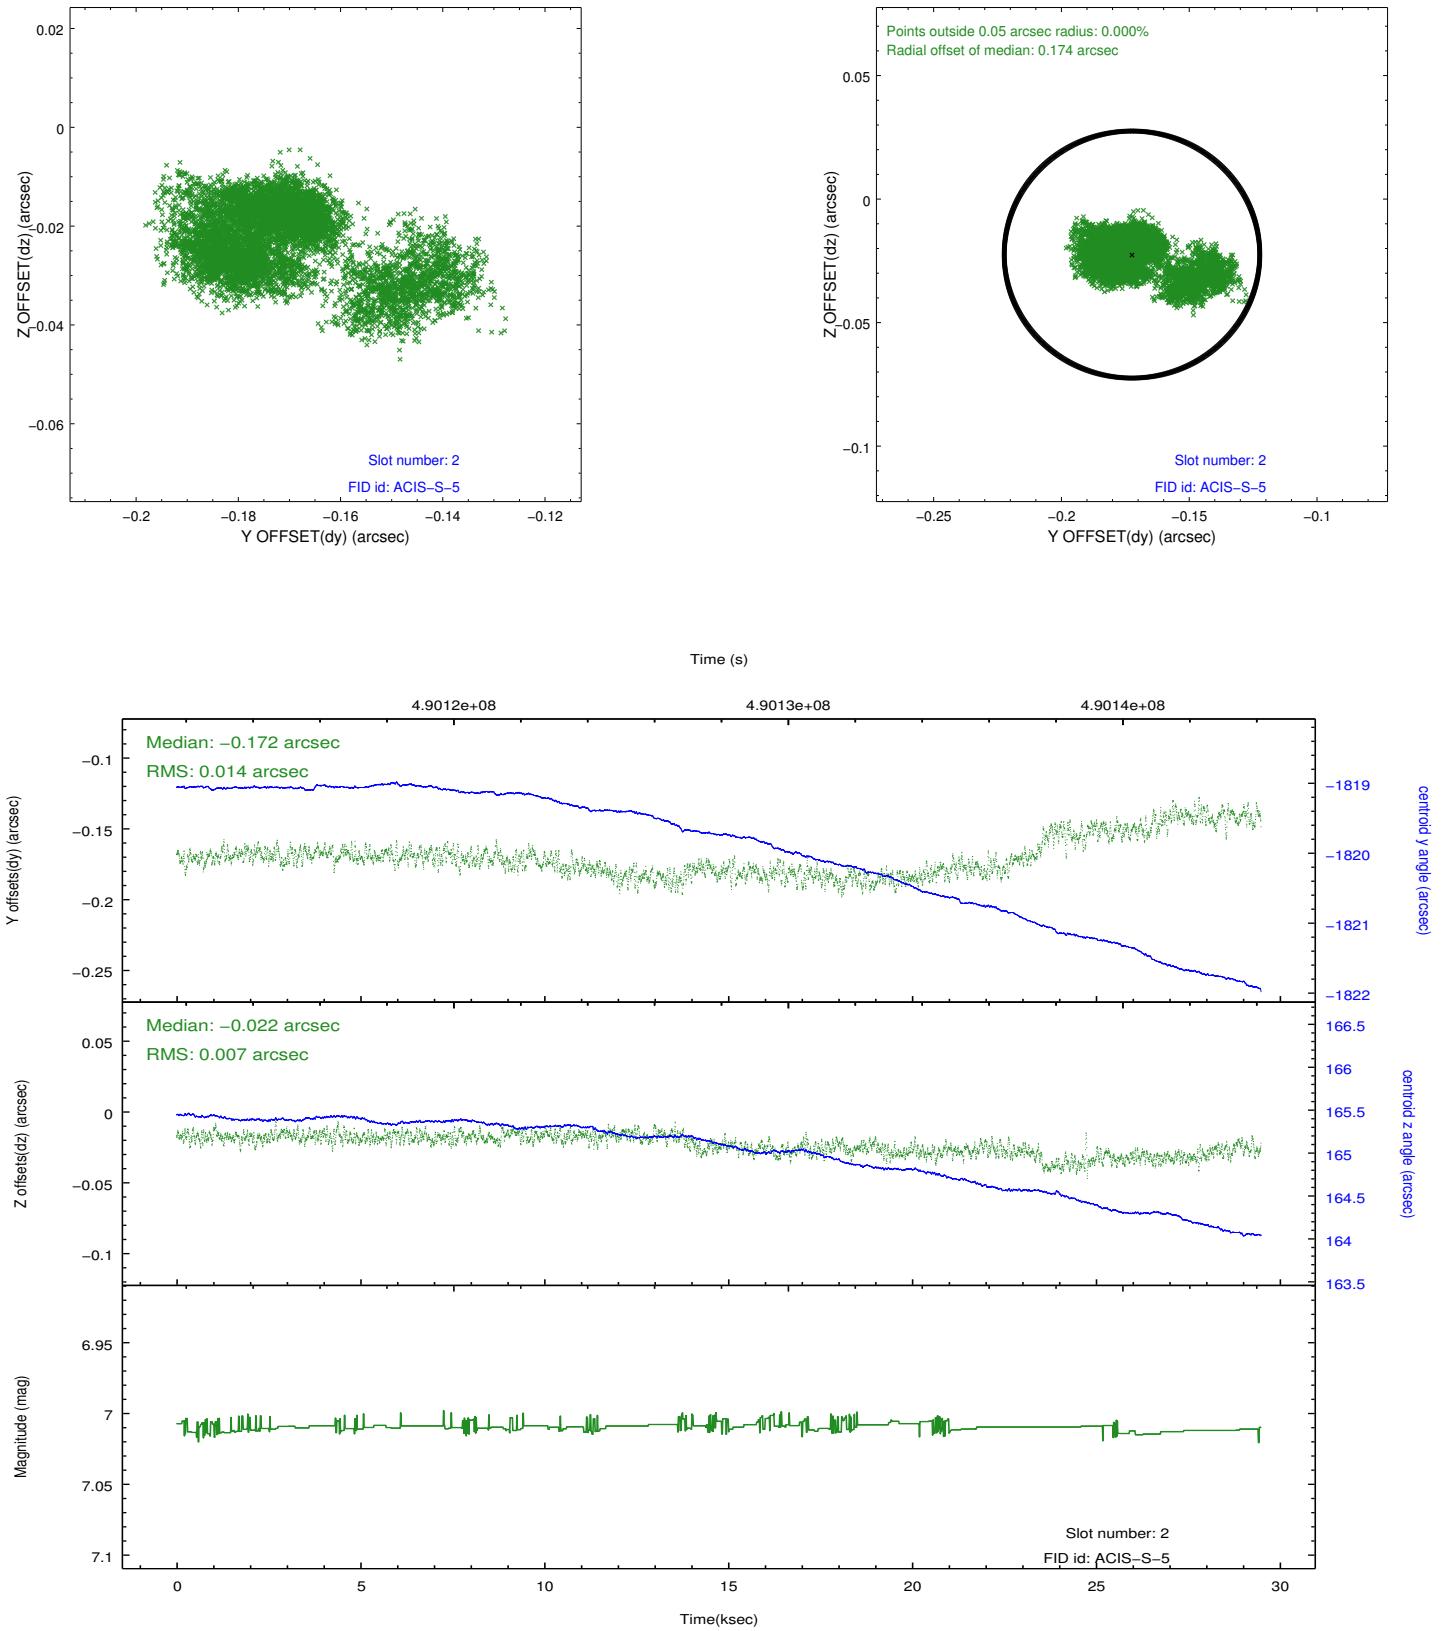 0.02
0
−0.02
−0.04
−0.06
Z OFFSET(dz) (arcsec)
Slot number: 2
FID id: ACIS−S−5
−0.2 −0.18 −0.16 −0.14 −0.12
Y OFFSET(dy) (arcsec)
Points outside 0.05 arcsec radius: 0.000%
Radial offset of median: 0.174 arcsec
0.05
0
−0.05
−0.1
Z OFFSET(dz) (arcsec)
Slot number: 2
FID id: ACIS−S−5
−0.25 −0.2 −0.15 −0.1
Y OFFSET(dy) (arcsec)
Time (s)
4.9012e+08 4.9013e+08 4.9014e+08
Median: −0.172 arcsec
RMS: 0.014 arcsec
−0.1
−0.15
−0.2
−0.25
Y offsets(dy) (arcsec)
−1819
−1820
−1821
−1822
centroid y angle (arcsec)
Median: −0.022 arcsec
RMS: 0.007 arcsec
0.05
0
−0.05
−0.1
Z offsets(dz) (arcsec)
166.5
166
165.5
165
164.5
164
163.5
centroid z angle (arcsec)
6.95
7
7.05
7.1
Magnitude (mag)
Slot number: 2
FID id: ACIS−S−5
0 5 10 15 20 25 30
Time(ksec)